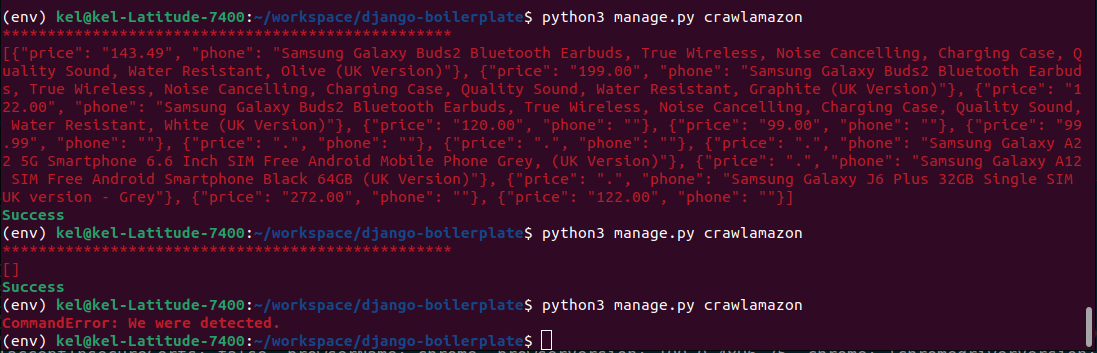 (env) kel@kel-Latitude-7400:~/workspace/django-boilerplate$ python3 manage.py crawlamazon
**************************************************
[{"price": "143.49", "phone": "Samsung Galaxy Buds2 Bluetooth Earbuds, True Wireless, Noise Cancelling, Charging Case, Q
uality Sound, Water Resistant, Olive (UK Version)"}, {"price": "199.00", "phone": "Samsung Galaxy Buds2 Bluetooth Earbud
s, True Wireless, Noise Cancelling, Charging Case, Quality Sound, Water Resistant, Graphite (UK Version)"}, {"price": "1
22.00", "phone": "Samsung Galaxy Buds2 Bluetooth Earbuds, True Wireless, Noise Cancelling, Charging Case, Quality Sound,
 Water Resistant, White (UK Version)"}, {"price": "120.00", "phone": ""}, {"price": "99.00", "phone": ""}, {"price": "99
.99", "phone": ""}, {"price": ".", "phone": ""}, {"price": ".", "phone": ""}, {"price": ".", "phone": "Samsung Galaxy A2
2 5G Smartphone 6.6 Inch SIM Free Android Mobile Phone Grey, (UK Version)"}, {"price": ".", "phone": "Samsung Galaxy A12
 SIM Free Android Smartphone Black 64GB (UK Version)"}, {"price": ".", "phone": "Samsung Galaxy J6 Plus 32GB Single SIM
UK version - Grey"}, {"price": "272.00", "phone": ""}, {"price": "122.00", "phone": ""}]
Success
(env) kel@kel-Latitude-7400:~/workspace/django-boilerplate$ python3 manage.py crawlamazon
**************************************************
[]
Success
(env) kel@kel-Latitude-7400:~/workspace/django-boilerplate$ python3 manage.py crawlamazon
CommandError: We were detected.
(env) kel@kel-Latitude-7400:~/workspace/django-boilerplate$